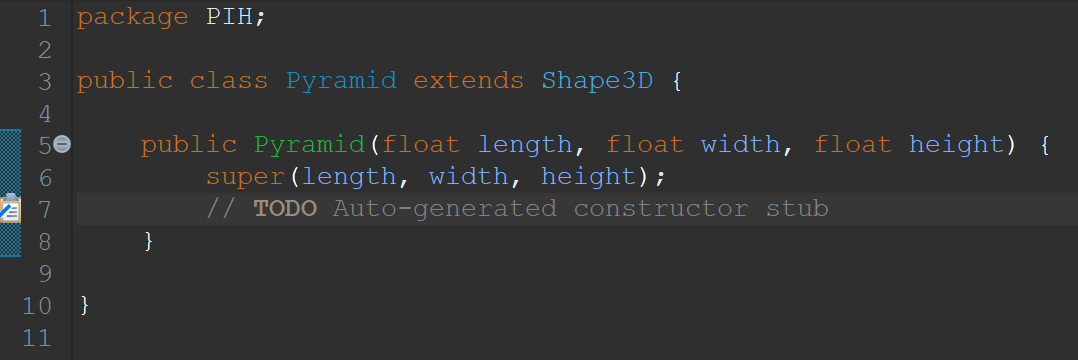 1 package PIH;
2
3 public class Pyramid extends Shape3D {
4
5 public Pyramid(float length, float width, float height) {
6 super(length, width, height);
7 // TODO Auto-generated constructor stub
8 }
9
10 }
11